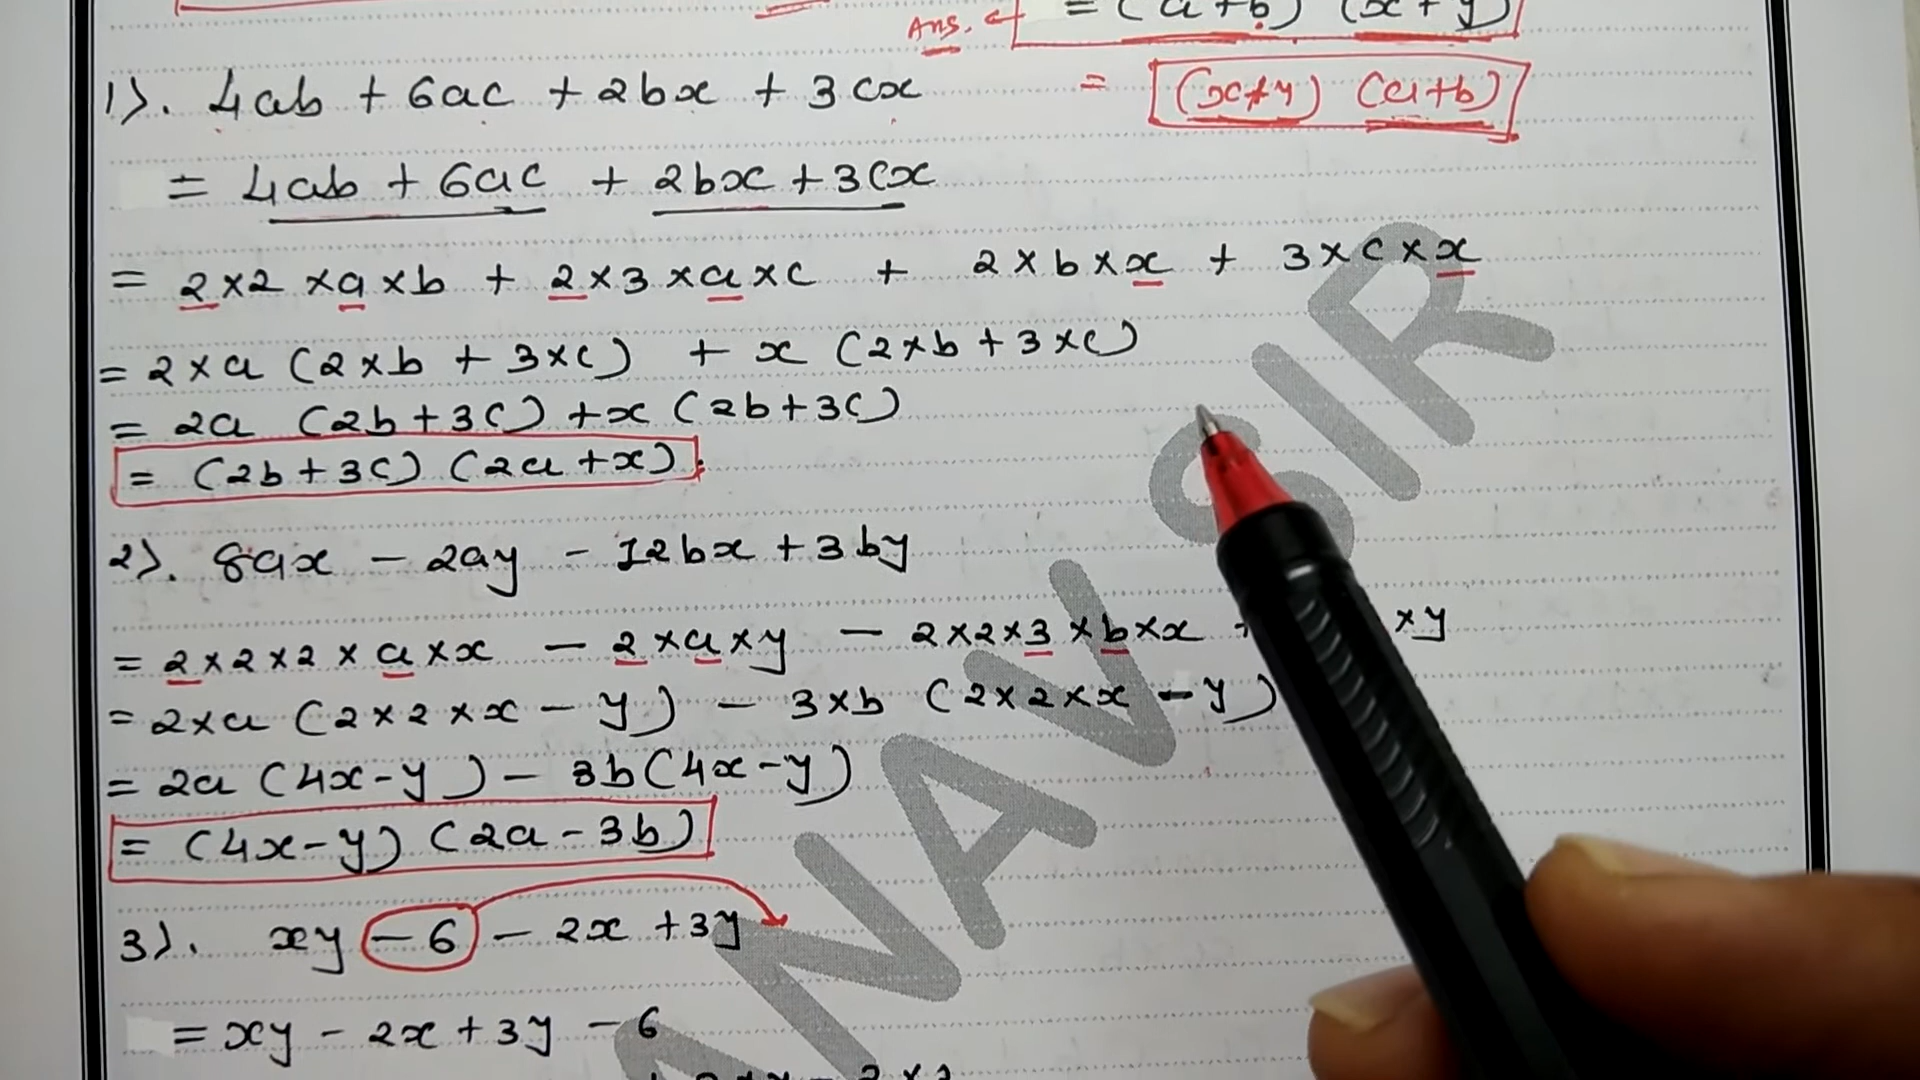 Ans. = (a+b) (x+y)
1). 4ab + 6ac + 2bx + 3cx = (x+y) (a+b)
= 4ab + 6ac + 2bx + 3cx
= 2×2×a×b + 2×3×a×c + 2×b×x + 3×c×x
= 2×a (2×b + 3×c) + x (2×b + 3×c)
= 2a (2b+3c) + x (2b+3c)
= (2b+3c) (2a+x).
2). 8ax - 2ay - 12bx + 3by
= 2×2×2×a×x - 2×a×y - 2×2×3×b×x + ×y
= 2×a (2×2×x - y) - 3×b (2×2×x - y)
= 2a (4x-y) - 3b (4x-y)
= (4x-y) (2a-3b)
3). xy - 6 - 2x + 3y
= xy - 2x + 3y - 6
NAV SIR